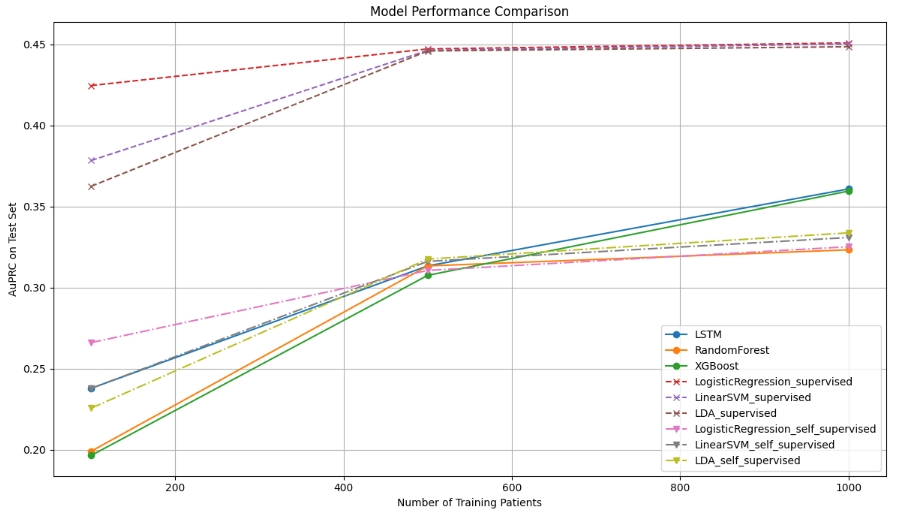 Model Performance Comparison
AuPRC on Test Set
0.45
0.40
0.35
0.30
0.25
0.20
200
400
600
800
1000
Number of Training Patients
LSTM
RandomForest
XGBoost
LogisticRegression_supervised
LinearSVM_supervised
LDA_supervised
LogisticRegression_self_supervised
LinearSVM_self_supervised
LDA_self_supervised